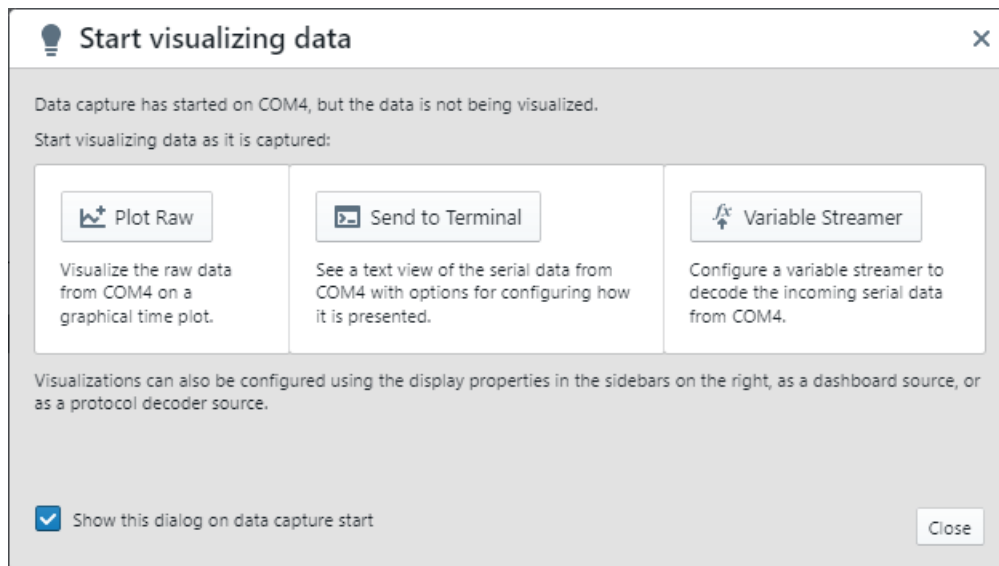 Start visualizing data
Data capture has started on COM4, but the data is not being visualized.
Start visualizing data as it is captured:
Plot Raw
Visualize the raw data
from COM4 on a
graphical time plot.
Send to Terminal
See a text view of the serial data from
COM4 with options for configuring how
it is presented.
Variable Streamer
Configure a variable streamer to
decode the incoming serial data
from COM4.
Visualizations can also be configured using the display properties in the sidebars on the right, as a dashboard source, or
as a protocol decoder source.
Show this dialog on data capture start
Close